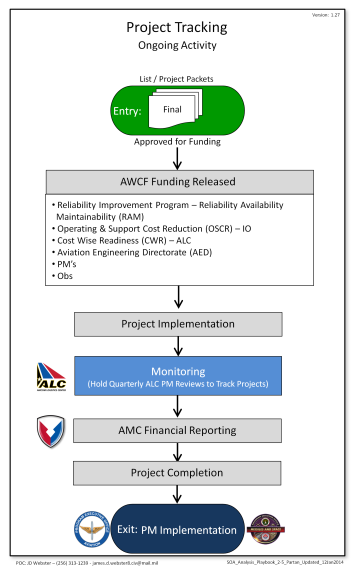 Version: 1.27
Project Tracking
Ongoing Activity
List / Project Packets
Entry:
Final
Approved for Funding
AWCF Funding Released
• Reliability Improvement Program – Reliability Availability
Maintainability (RAM)
• Operating & Support Cost Reduction (OSCR) – IO
• Cost Wise Readiness (CWR) – ALC
• Aviation Engineering Directorate (AED)
• PM's
• Obs
Project Implementation
ALC
Monitoring
(Hold Quarterly ALC PM Reviews to Track Projects)
AMC Financial Reporting
Project Completion
Exit: PM Implementation
POC: JD Webster – (256) 313-1239 - james.d.webster8.civ@mail.mil
SOA_Analysis_Playbook_2-5_Partan_Updated_12Jan2014